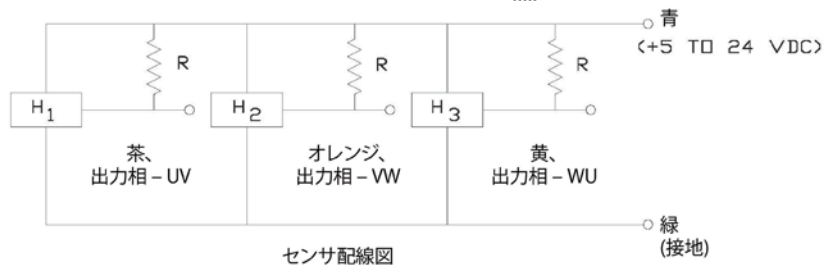 青
(+5 TO 24 VDC)
R
R
R
H1
H2
H3
茶、
出力相 – UV
オレンジ、
出力相 – VW
黄、
出力相 – WU
緑
(接地)
センサ配線図